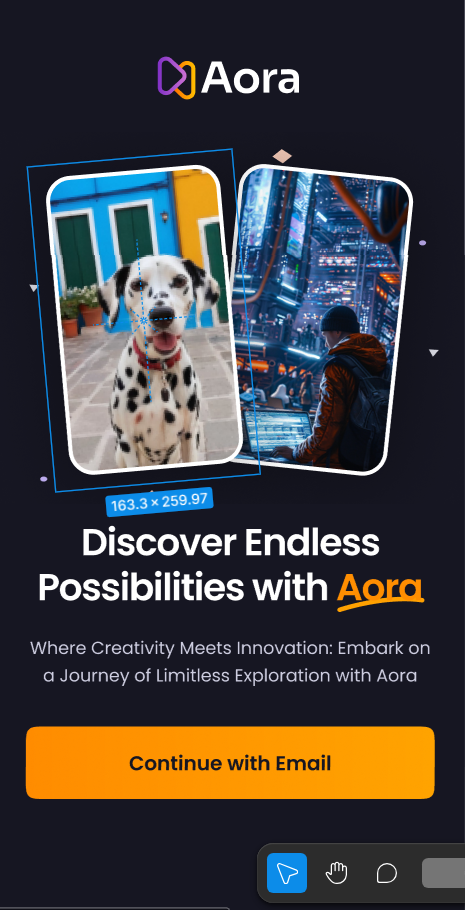 Aora
163.3 × 259.97
Discover Endless
Possibilities with Aora
Where Creativity Meets Innovation: Embark on
a Journey of Limitless Exploration with Aora
Continue with Email